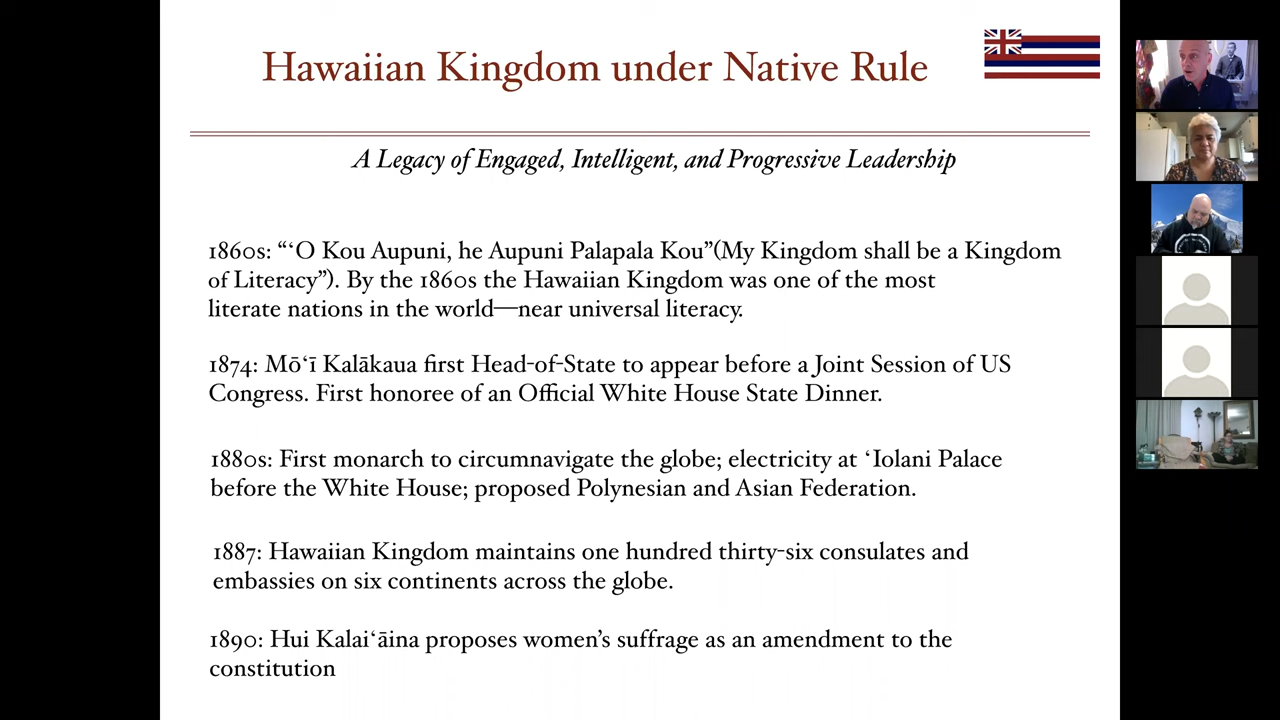 Hawaiian Kingdom under Native Rule
A Legacy of Engaged, Intelligent, and Progressive Leadership
1860s: “‘O Kou Aupuni, he Aupuni Palapala Kou”(My Kingdom shall be a Kingdom
of Literacy”). By the 1860s the Hawaiian Kingdom was one of the most
literate nations in the world—near universal literacy.
1874: Mō‘ī Kalākaua first Head-of-State to appear before a Joint Session of US
Congress. First honoree of an Official White House State Dinner.
1880s: First monarch to circumnavigate the globe; electricity at ‘Iolani Palace
before the White House; proposed Polynesian and Asian Federation.
1887: Hawaiian Kingdom maintains one hundred thirty-six consulates and
embassies on six continents across the globe.
1890: Hui Kalai‘āina proposes women’s suffrage as an amendment to the
constitution